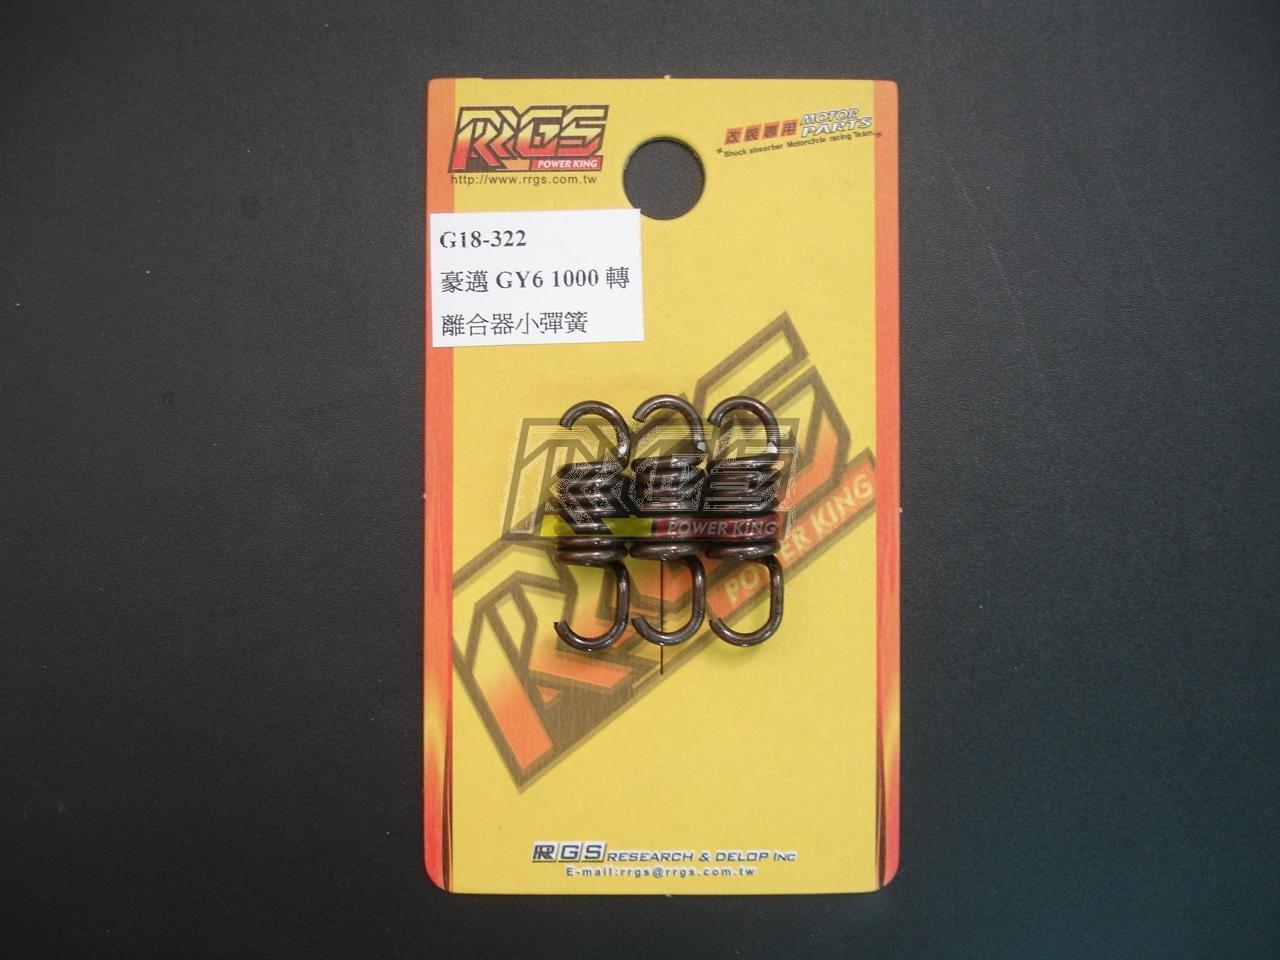 RRGS
POWER KING
http://www.rrgs.com.tw
改裝專用 MOTOR PARTS
"Shock absorber Motorcycle racing Team"
G18-322
豪邁 GY6 1000 轉
離合器小彈簧
RRGS
POWER KING
RRGS
POWER KING
RRGS RESEARCH & DELOP INC
E-mail:rrgs@rrgs.com.tw